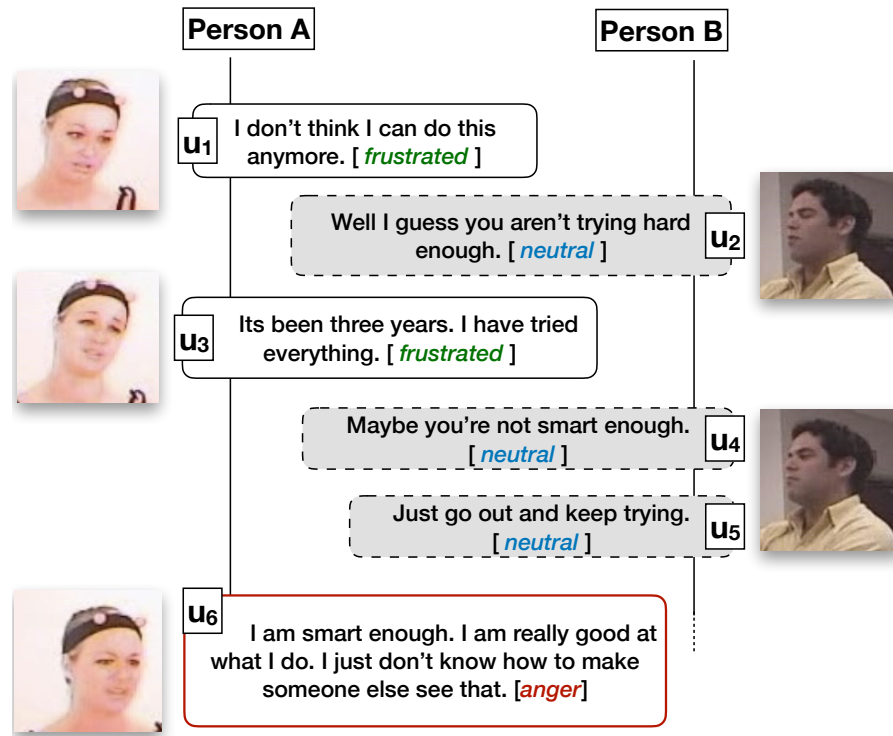 Person A
Person B
u1
I don't think I can do this
anymore. [ frustrated ]
Well I guess you aren't trying hard
enough. [ neutral ]
u2
u3
Its been three years. I have tried
everything. [ frustrated ]
Maybe you're not smart enough.
[ neutral ]
u4
Just go out and keep trying.
[ neutral ]
u5
u6
I am smart enough. I am really good at
what I do. I just don't know how to make
someone else see that. [anger]